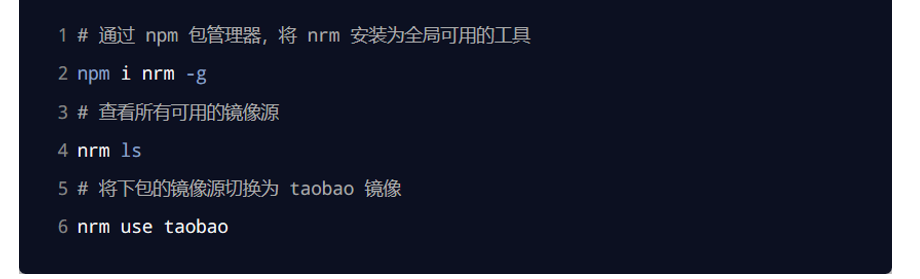 1 # 通过 npm 包管理器，将 nrm 安装为全局可用的工具
2 npm i nrm -g
3 # 查看所有可用的镜像源
4 nrm ls
5 # 将下包的镜像源切换为 taobao 镜像
6 nrm use taobao